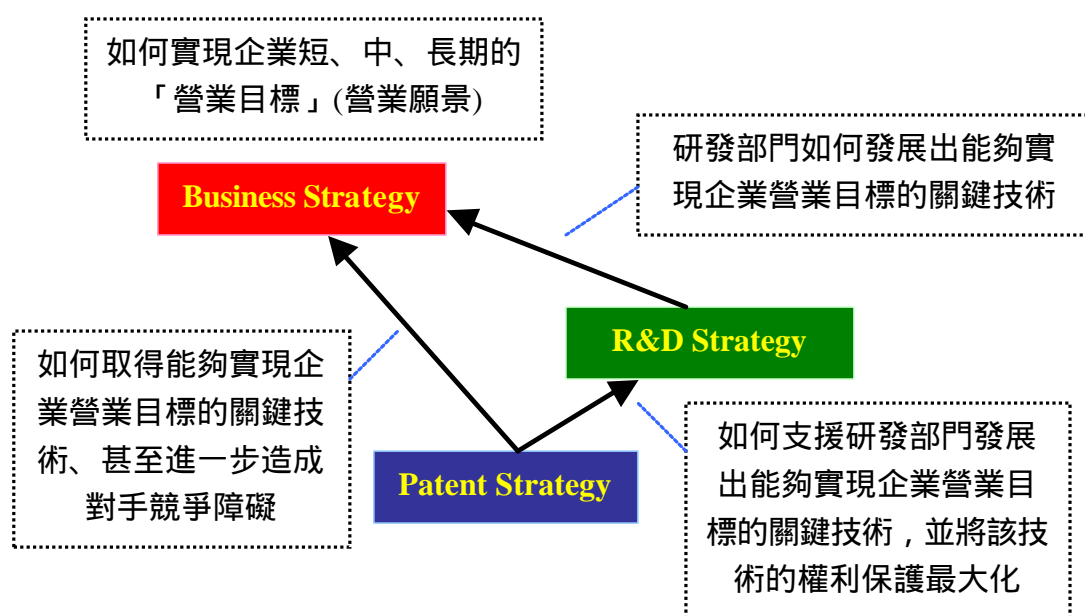 如何實現企業短、中、長期的
「營業目標」(營業願景)
Business Strategy
研發部門如何發展出能夠實
現企業營業目標的關鍵技術
R&D Strategy
如何取得能夠實現企
業營業目標的關鍵技
術、甚至進一步造成
對手競爭障礙
Patent Strategy
如何支援研發部門發展
出能夠實現企業營業目
標的關鍵技術，並將該技
術的權利保護最大化